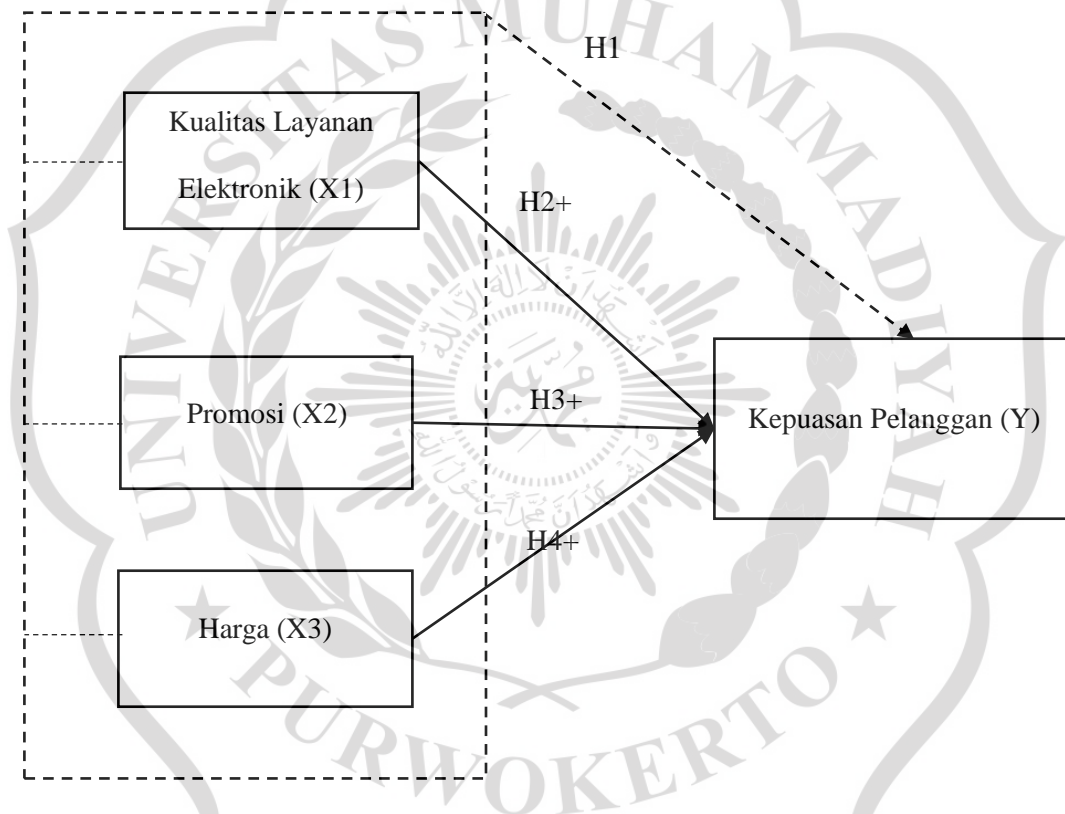 UNIVERSITAS MUHAMMADIYAH
PURWOKERTO
H1
Kualitas Layanan
Elektronik (X1)
H2+
Promosi (X2)
H3+
Kepuasan Pelanggan (Y)
H4+
Harga (X3)